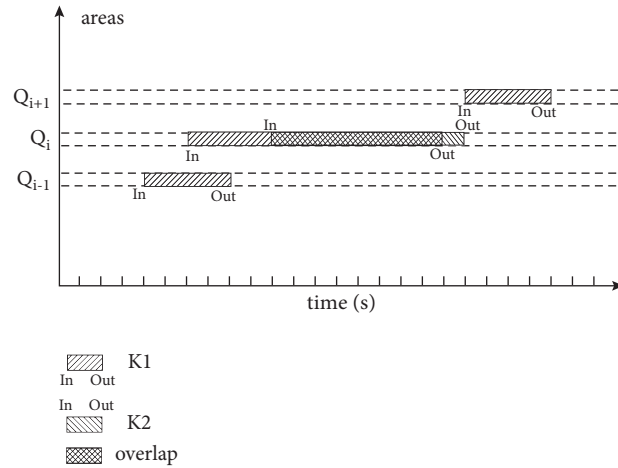 areas
Q_{i+1}
In
Out
Out
In
Q_i
In
Out
Q_{i-1}
In
Out
time (s)
K1
In Out
In Out
K2
overlap